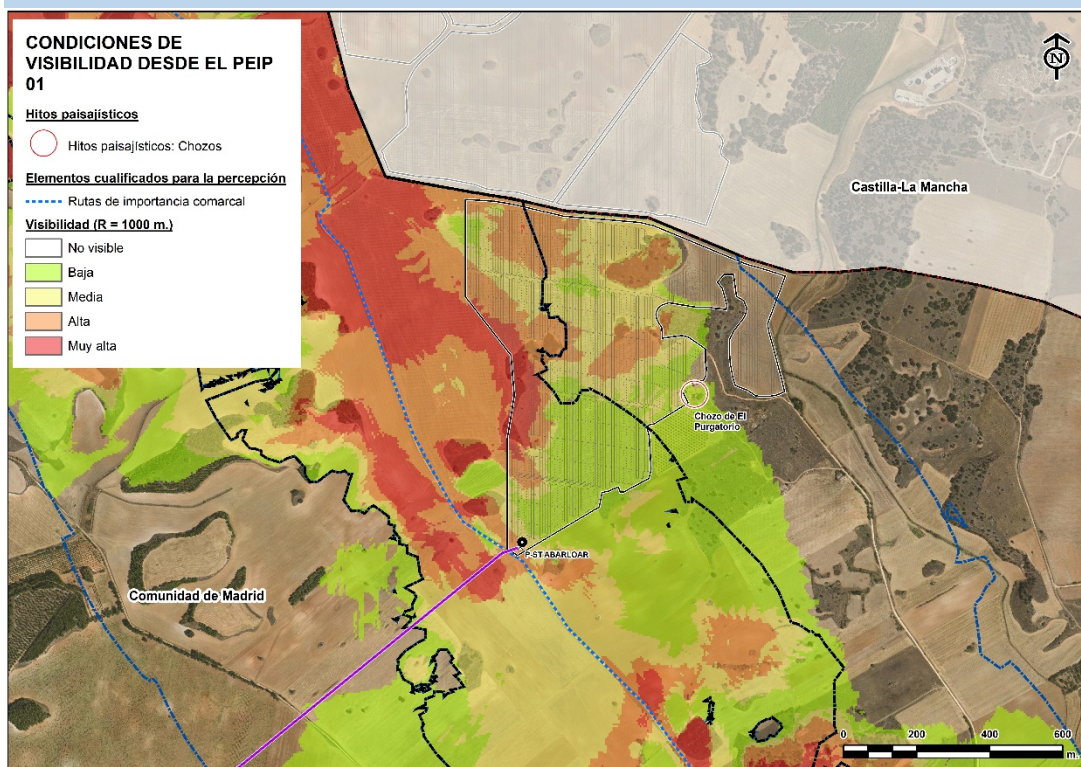 CONDICIONES DE
VISIBILIDAD DESDE EL PEIP
01
Hitos paisajísticos
Hitos paisajísticos: Chozos
Elementos cualificados para la percepción
Rutas de importancia comarcal
Visibilidad (R = 1000 m.)
No visible
Baja
Media
Alta
Muy alta
N
Castilla-La Mancha
Chozo de El
Purgatorio
P-ST ABARLOAR
Comunidad de Madrid
0 200 400 600
m.